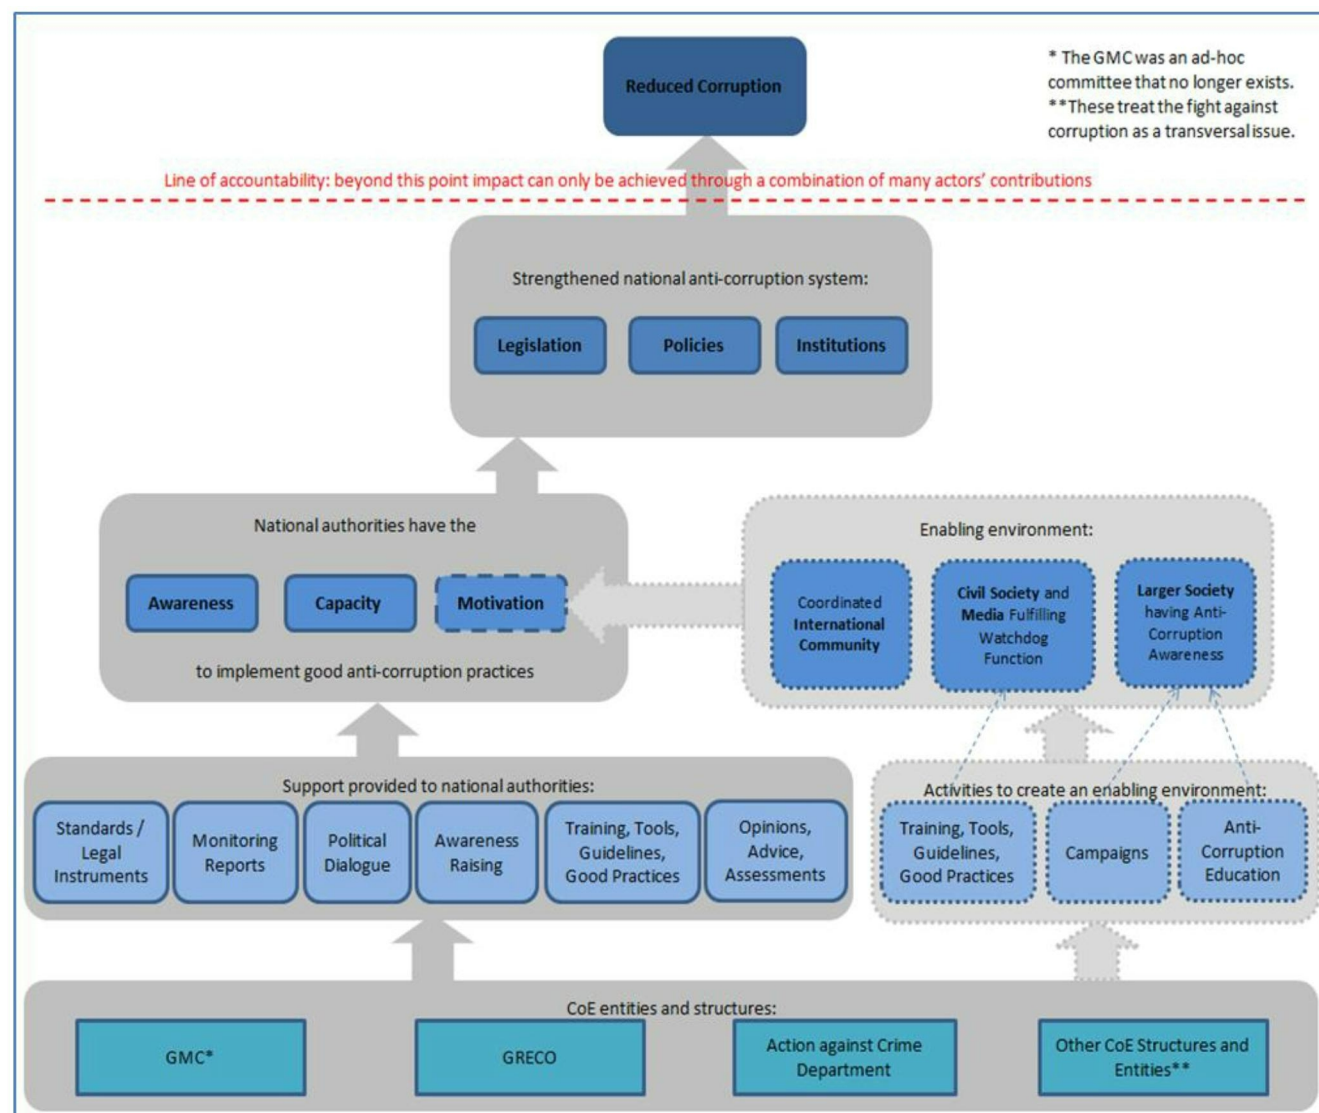 Reduced Corruption
* The GMC was an ad-hoc
committee that no longer exists.
**These treat the fight against
corruption as a transversal issue.
Line of accountability: beyond this point impact can only be achieved through a combination of many actors' contributions
Strengthened national anti-corruption system:
Legislation
Policies
Institutions
National authorities have the
Awareness
Capacity
Motivation
to implement good anti-corruption practices
Enabling environment:
Coordinated
International
Community
Civil Society and
Media Fulfilling
Watchdog
Function
Larger Society
having Anti-
Corruption
Awareness
Support provided to national authorities:
Standards /
Legal
Instruments
Monitoring
Reports
Political
Dialogue
Awareness
Raising
Training, Tools,
Guidelines,
Good Practices
Opinions,
Advice,
Assessments
Activities to create an enabling environment:
Training, Tools,
Guidelines,
Good Practices
Campaigns
Anti-
Corruption
Education
CoE entities and structures:
GMC*
GRECO
Action against Crime
Department
Other CoE Structures and
Entities**